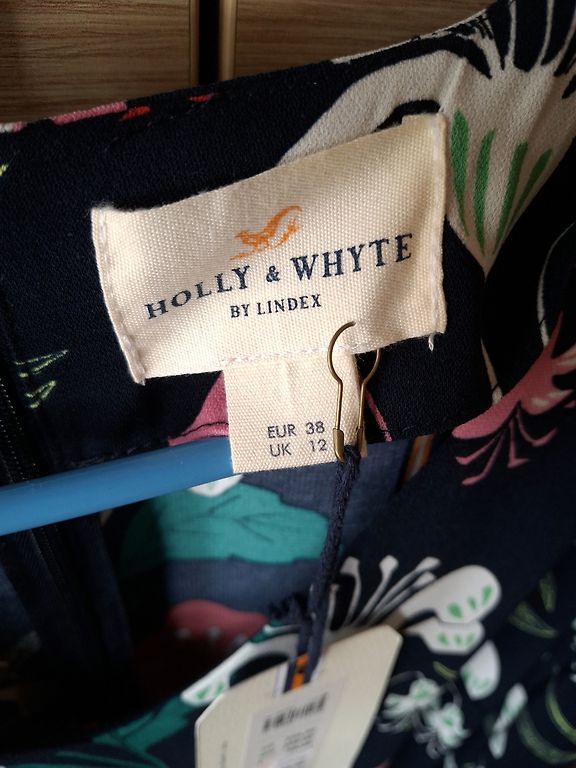 HOLLY & WHYTE
BY LINDEX
EUR 38
UK 12